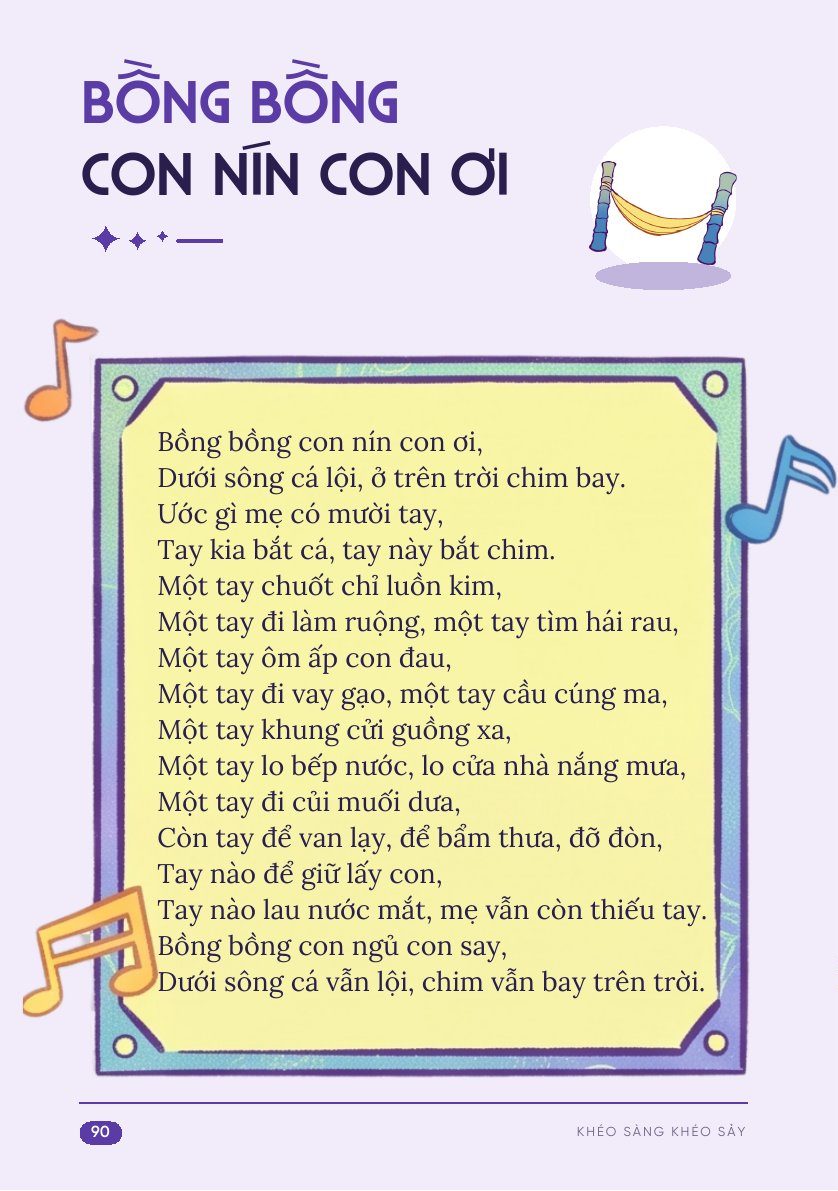 BỒNG BỒNG
CON NÍN CON ƠI
Bồng bồng con nín con ơi,
Dưới sông cá lội, ở trên trời chim bay.
Ước gì mẹ có mười tay,
Tay kia bắt cá, tay này bắt chim.
Một tay chuốt chỉ luồn kim,
Một tay đi làm ruộng, một tay tìm hái rau,
Một tay ôm ấp con đau,
Một tay đi vay gạo, một tay cầu cúng ma,
Một tay khung cửi guồng xa,
Một tay lo bếp nước, lo cửa nhà nắng mưa,
Một tay đi củi muối dưa,
Còn tay để van lạy, để bẩm thưa, đỡ đòn,
Tay nào để giữ lấy con,
Tay nào lau nước mắt, mẹ vẫn còn thiếu tay.
Bồng bồng con ngủ con say,
Dưới sông cá vẫn lội, chim vẫn bay trên trời.
90
KHÉO SÀNG KHÉO SẢY